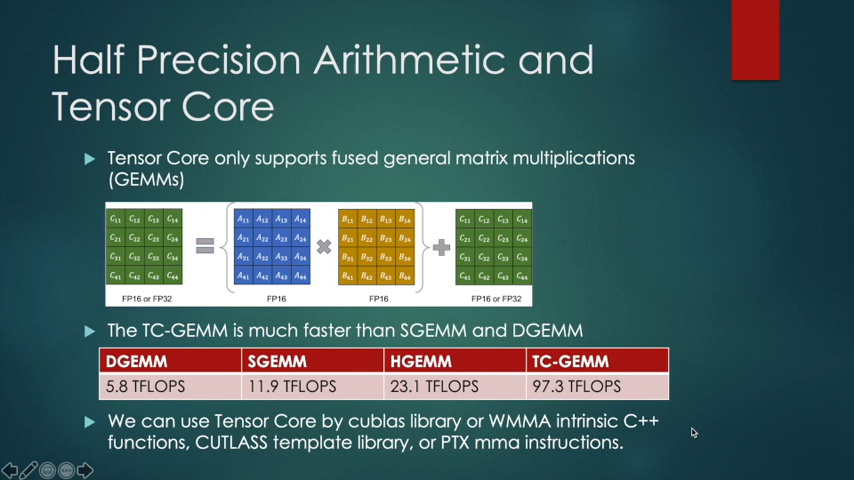 Half Precision Arithmetic and
Tensor Core
Tensor Core only supports fused general matrix multiplications
(GEMMs)
C11 C12 C13 C14 A11 A12 A13 A14 B11 B12 B13 B14 C11 C12 C13 C14
C21 C22 C23 C24 A21 A22 A23 A24 B21 B22 B23 B24 C21 C22 C23 C24
C31 C32 C33 C34 A31 A32 A33 A34 B31 B32 B33 B34 C31 C32 C33 C34
C41 C42 C43 C44 A41 A42 A43 A44 B41 B42 B43 B44 C41 C42 C43 C44
FP16 or FP32 FP16 FP16 FP16 or FP32
The TC-GEMM is much faster than SGEMM and DGEMM
DGEMM SGEMM HGEMM TC-GEMM
5.8 TFLOPS 11.9 TFLOPS 23.1 TFLOPS 97.3 TFLOPS
We can use Tensor Core by cublas library or WMMA intrinsic C++
functions, CUTLASS template library, or PTX mma instructions.